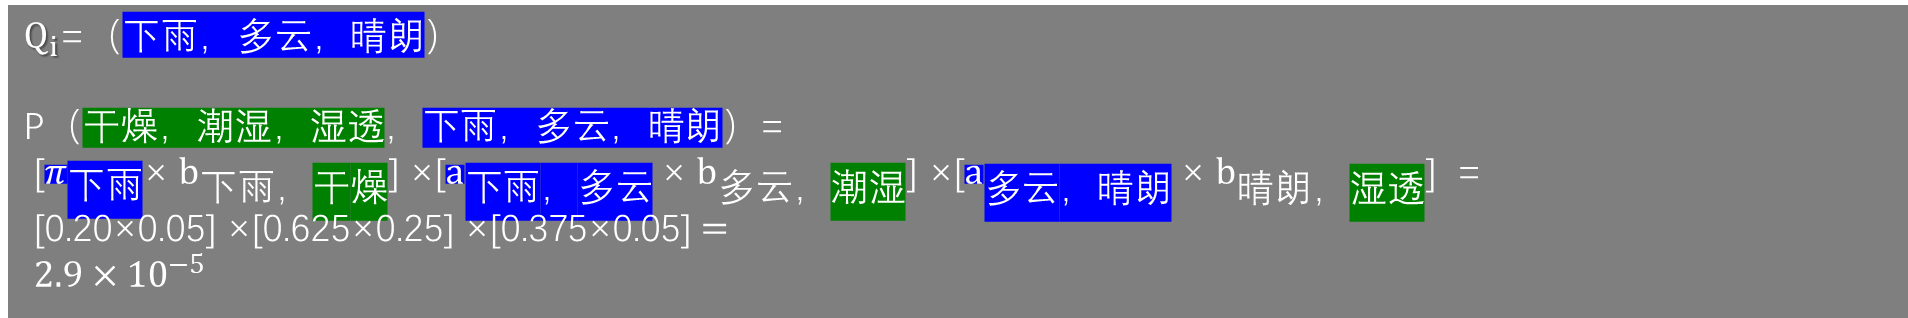 Qᵢ=（下雨，多云，晴朗）
P（干燥，潮湿，湿透，下雨，多云，晴朗）=
[π下雨× b下雨，干燥] ×[a下雨，多云 × b多云，潮湿] ×[a多云，晴朗 × b晴朗，湿透] =
[0.20×0.05] ×[0.625×0.25] ×[0.375×0.05] =
2.9 × 10⁻⁵